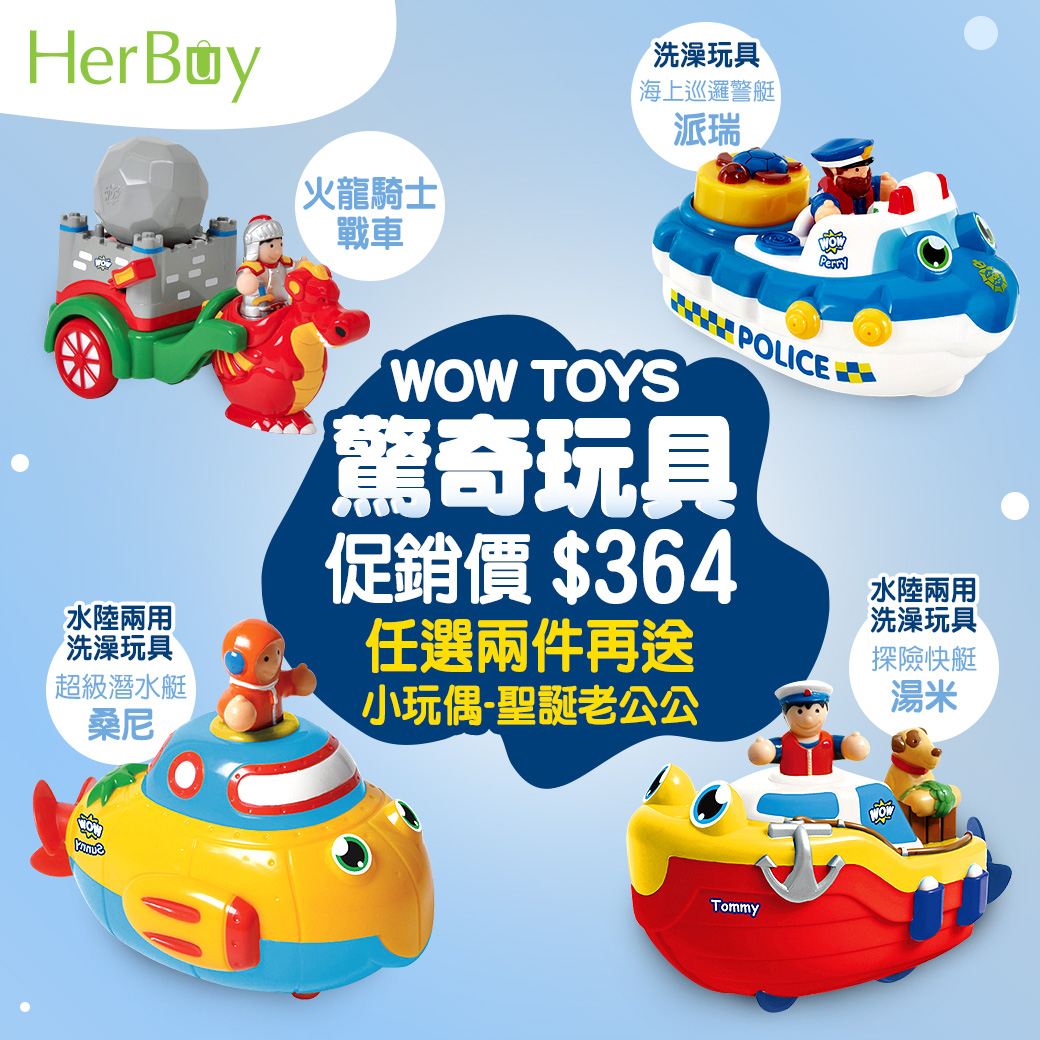 HerBuy
洗澡玩具
海上巡邏警艇
派瑞
火龍騎士
戰車
WOW
WOW
Perry
POLICE
WOW TOYS
驚奇玩具
促銷價 $364
任選兩件再送
小玩偶-聖誕老公公
水陸兩用
洗澡玩具
超級潛水艇
桑尼
水陸兩用
洗澡玩具
探險快艇
湯米
WOW
Sunny
WOW
Tommy